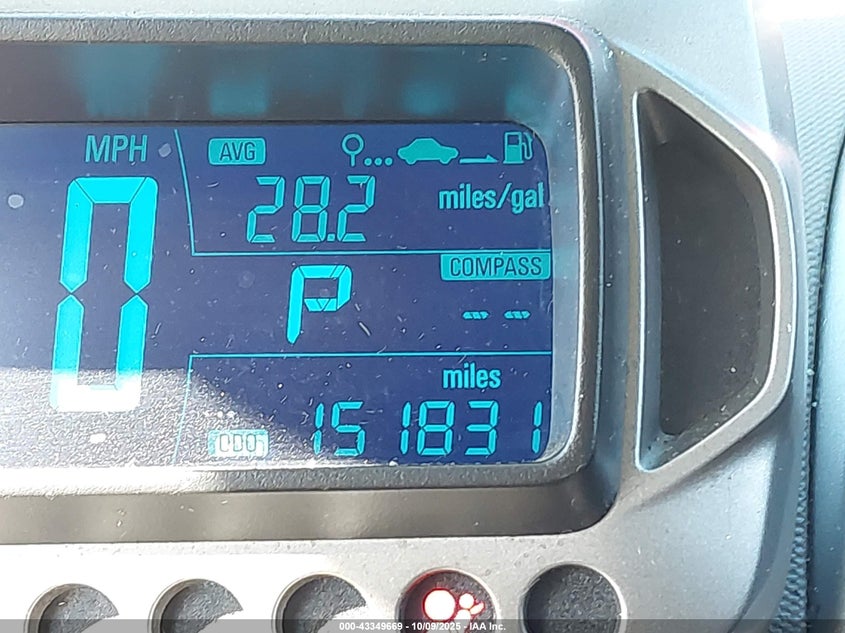 MPH
AVG
28.2 miles/gal
0
P
COMPASS
--
miles
ODO 151831
000-43349669 - 10/09/2025 - IAA Inc.